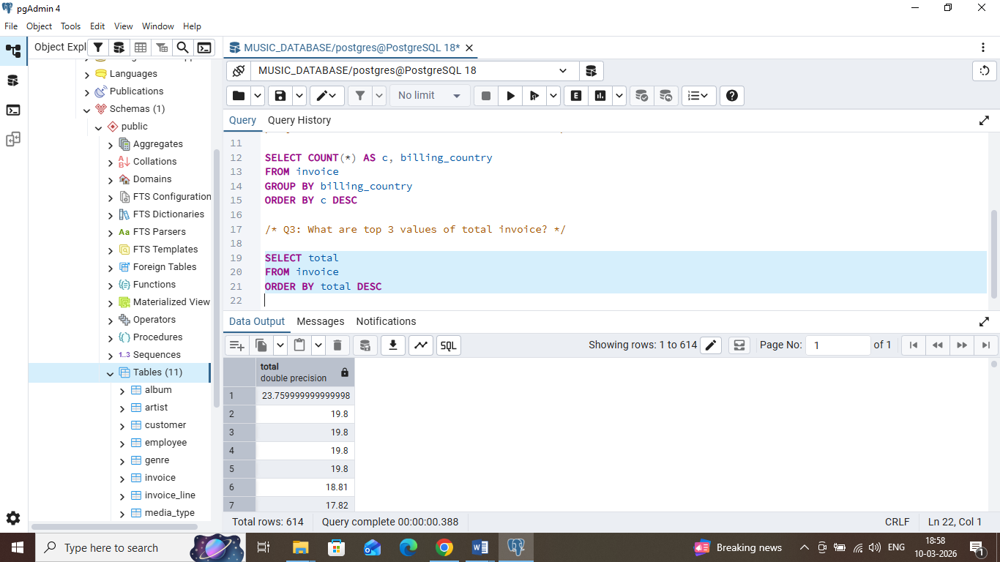 pgAdmin 4
File Object Tools Edit View Window Help
Object Expl
MUSIC_DATABASE/postgres@PostgreSQL 18*
MUSIC_DATABASE/postgres@PostgreSQL 18
No limit
E
Query Query History
11
12 SELECT COUNT(*) AS c, billing_country
13 FROM invoice
14 GROUP BY billing_country
15 ORDER BY c DESC
16
17 /* Q3: What are top 3 values of total invoice? */
18
19 SELECT total
20 FROM invoice
21 ORDER BY total DESC
22
Languages
Publications
Schemas (1)
public
Aggregates
Collations
Domains
FTS Configuration
FTS Dictionaries
Aa FTS Parsers
FTS Templates
Foreign Tables
Functions
Materialized View
Operators
Procedures
1..3 Sequences
Tables (11)
album
artist
customer
employee
genre
invoice
invoice_line
media_type
Data Output Messages Notifications
SQL
Showing rows: 1 to 614
Page No: 1 of 1
total
double precision
1 23.759999999999998
2 19.8
3 19.8
4 19.8
5 19.8
6 18.81
7 17.82
Total rows: 614 Query complete 00:00:00.388 CRLF Ln 22, Col 1
Type here to search
Breaking news
ENG
18:58
10-03-2026
1